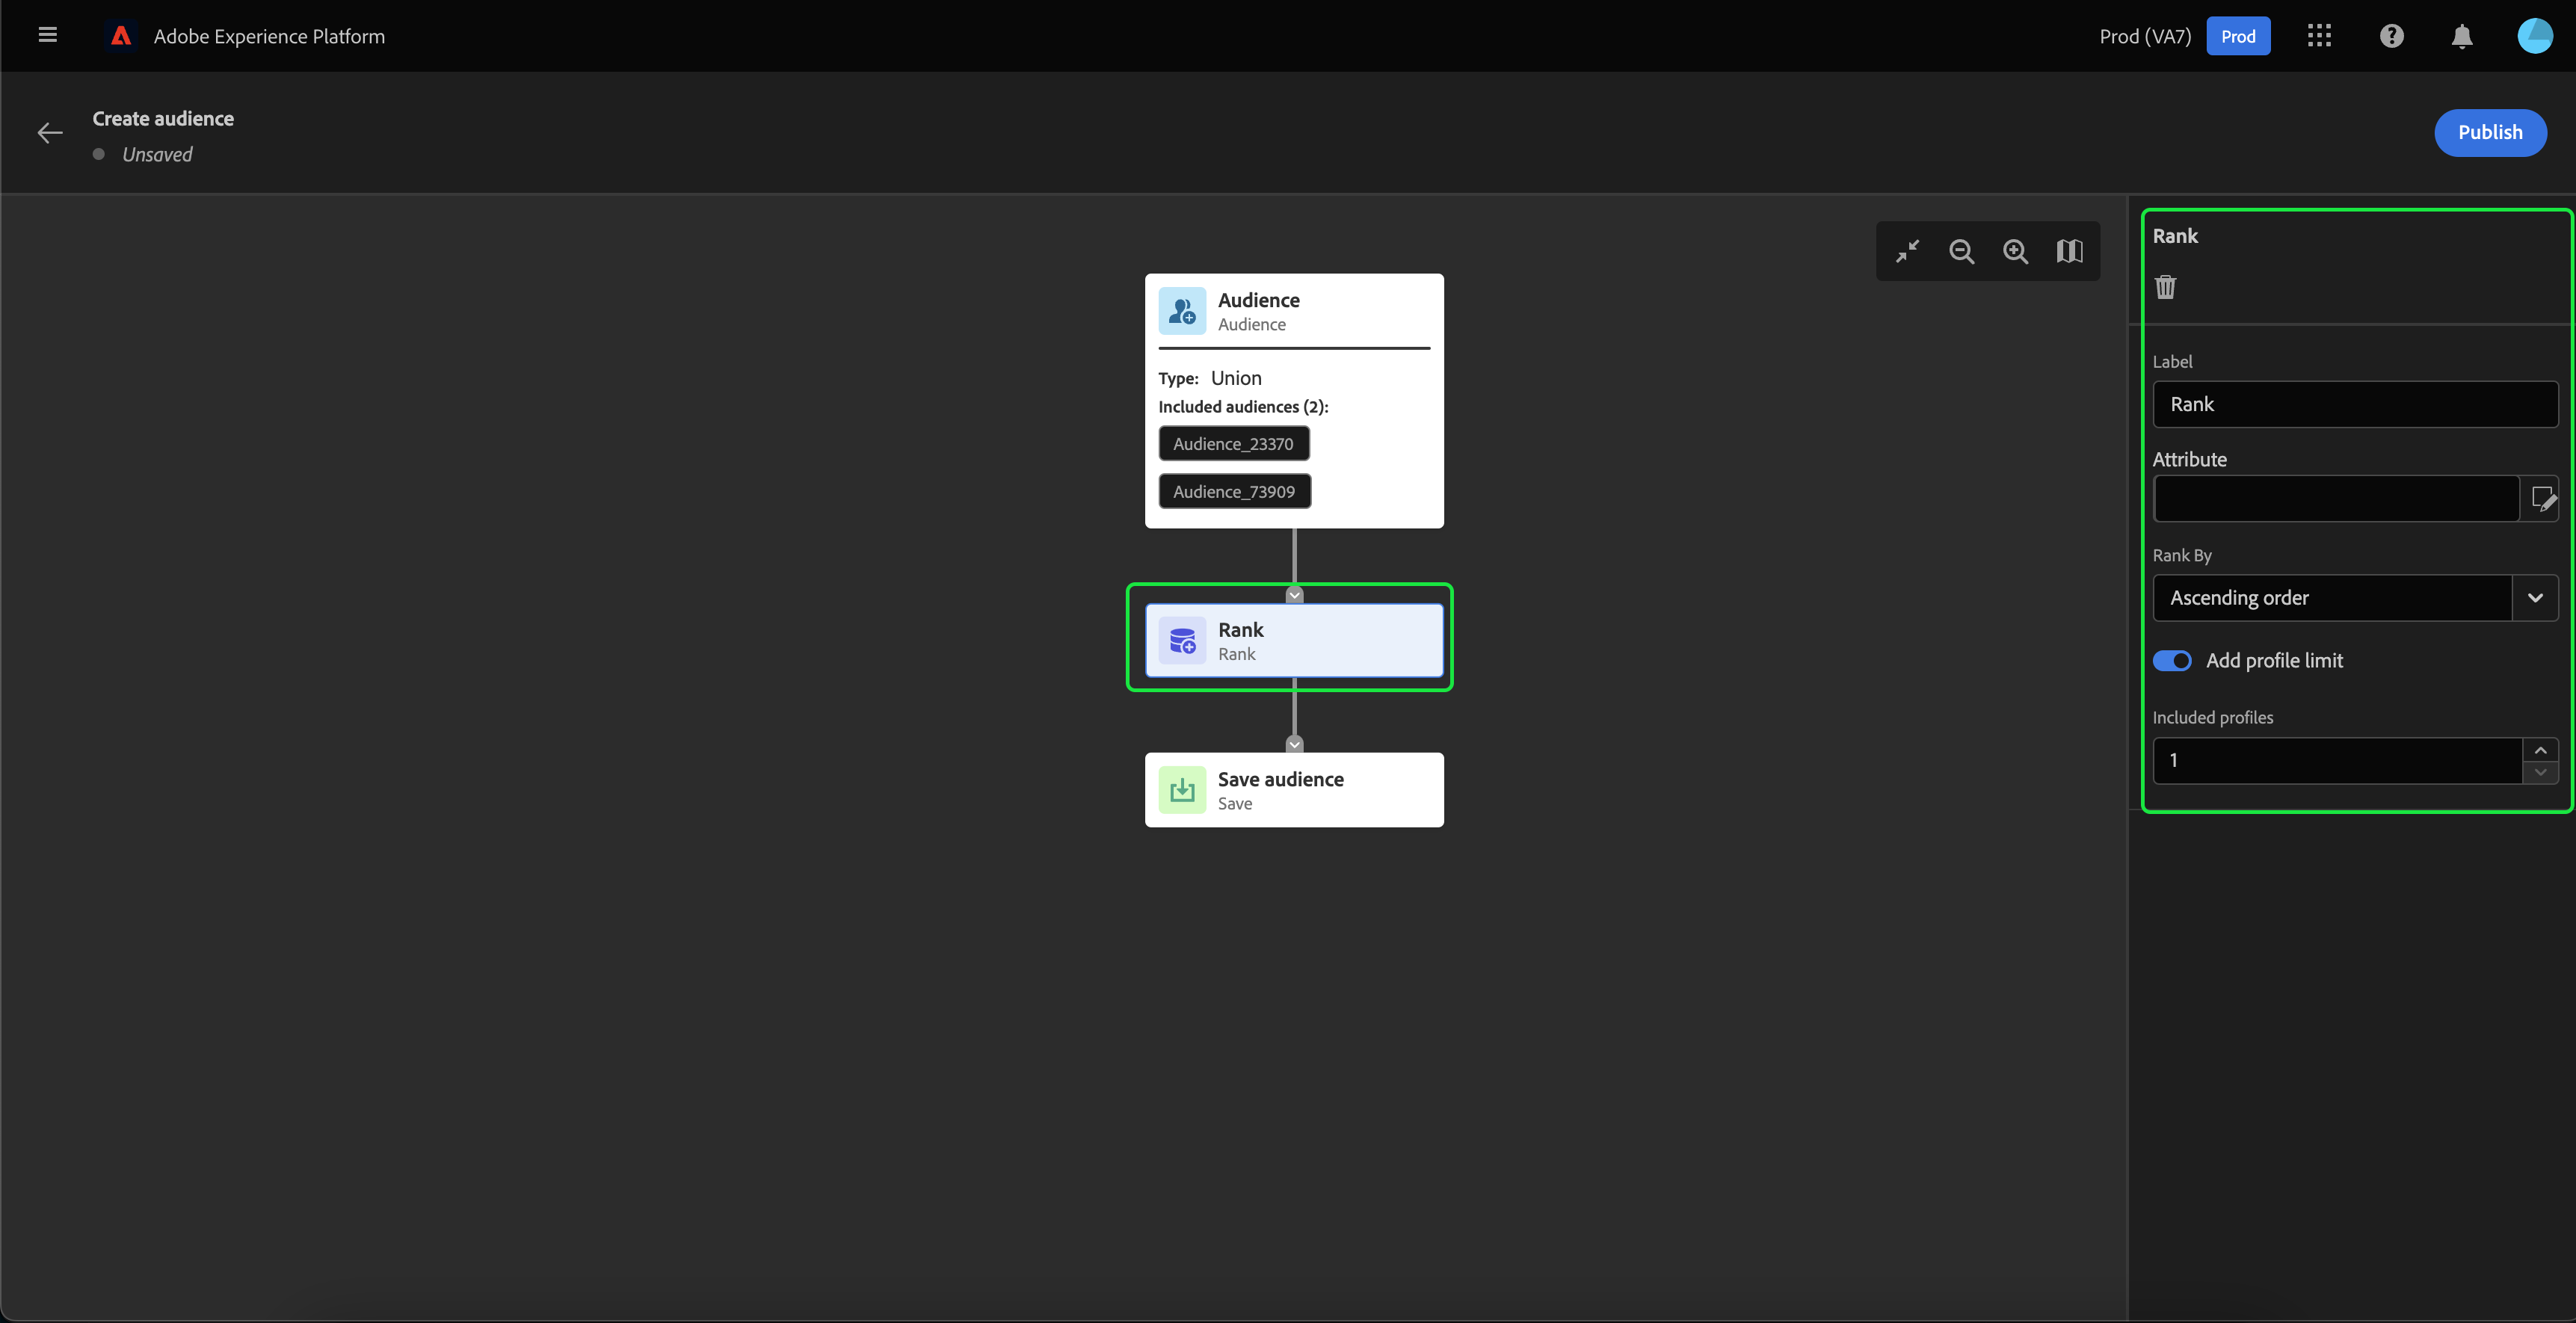 Adobe Experience Platform
Prod (VA7)
Prod
Create audience
Unsaved
Publish
Audience
Audience
Type: Union
Included audiences (2):
Audience_23370
Audience_73909
Rank
Rank
Save audience
Save
Rank
Label
Rank
Attribute
Rank By
Ascending order
Add profile limit
Included profiles
1